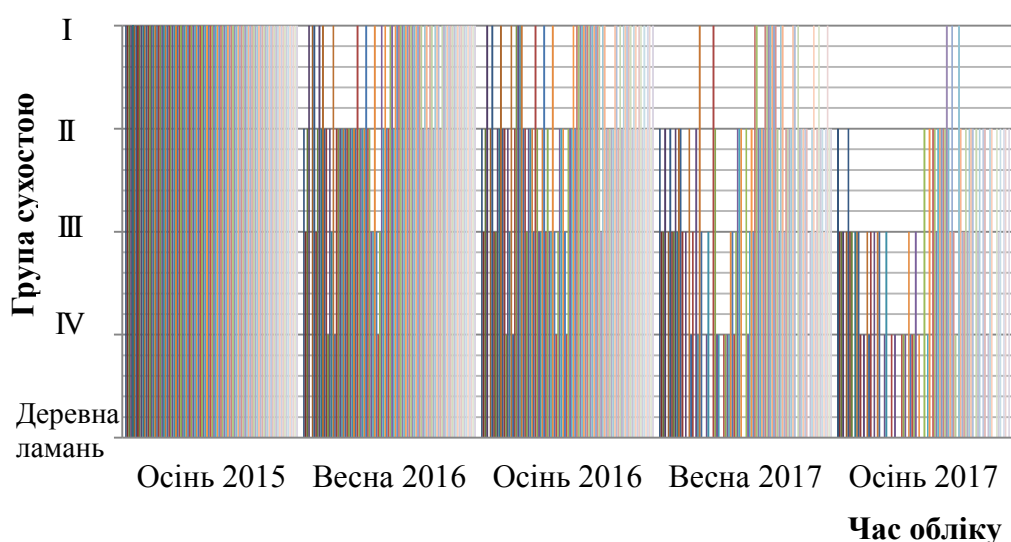 Група сухостою
I
II
III
IV
Деревна
ламань
Осінь 2015
Весна 2016
Осінь 2016
Весна 2017
Осінь 2017
Час обліку